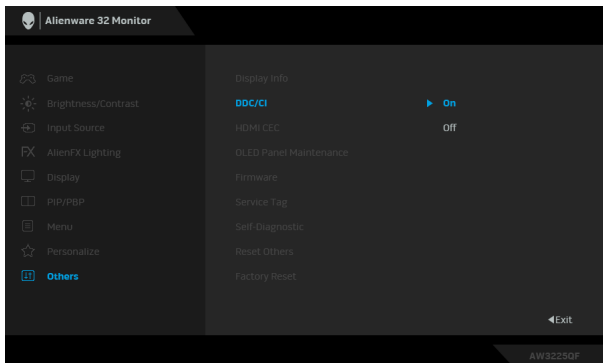 Alienware 32 Monitor
Game
Brightness/Contrast
Input Source
FX AlienFX Lighting
Display
PIP/PBP
Menu
Personalize
Others
Display Info
DDC/CI On
HDMI CEC Off
OLED Panel Maintenance
Firmware
Service Tag
Self-Diagnostic
Reset Others
Factory Reset
Exit
AW3225QF